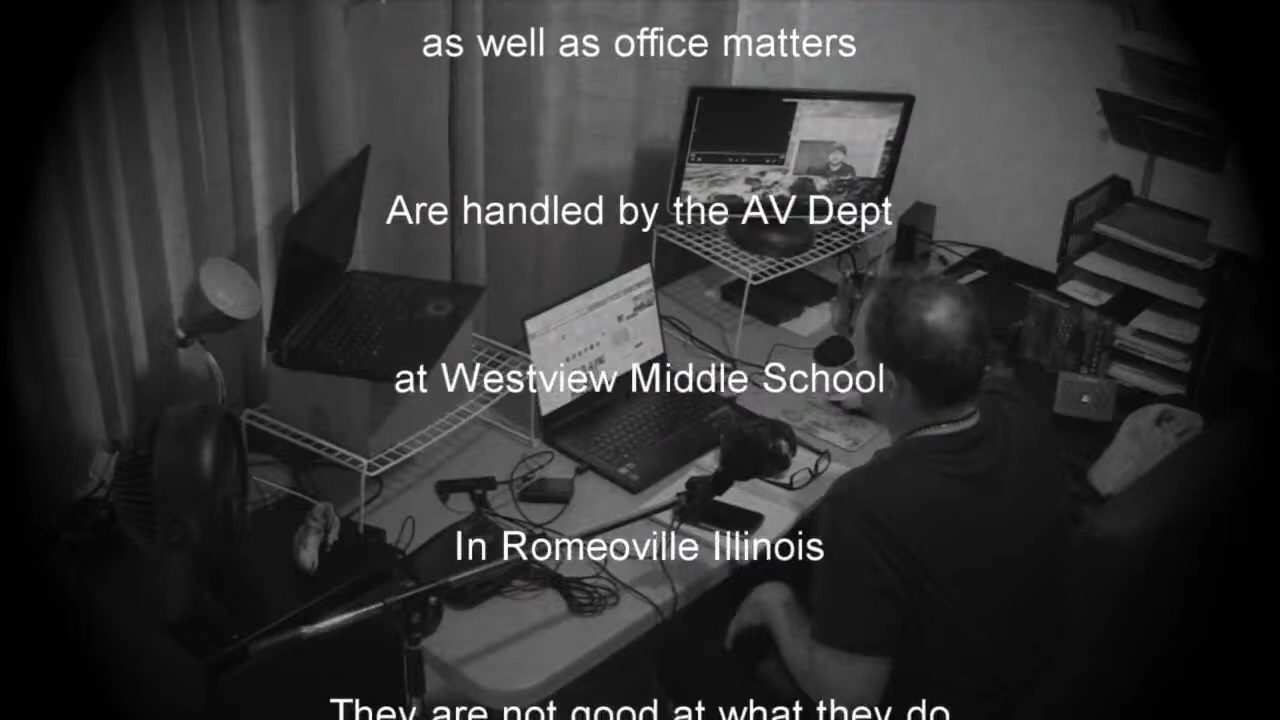 as well as office matters
Are handled by the AV Dept
at Westview Middle School
In Romeoville Illinois
They are not good at what they do